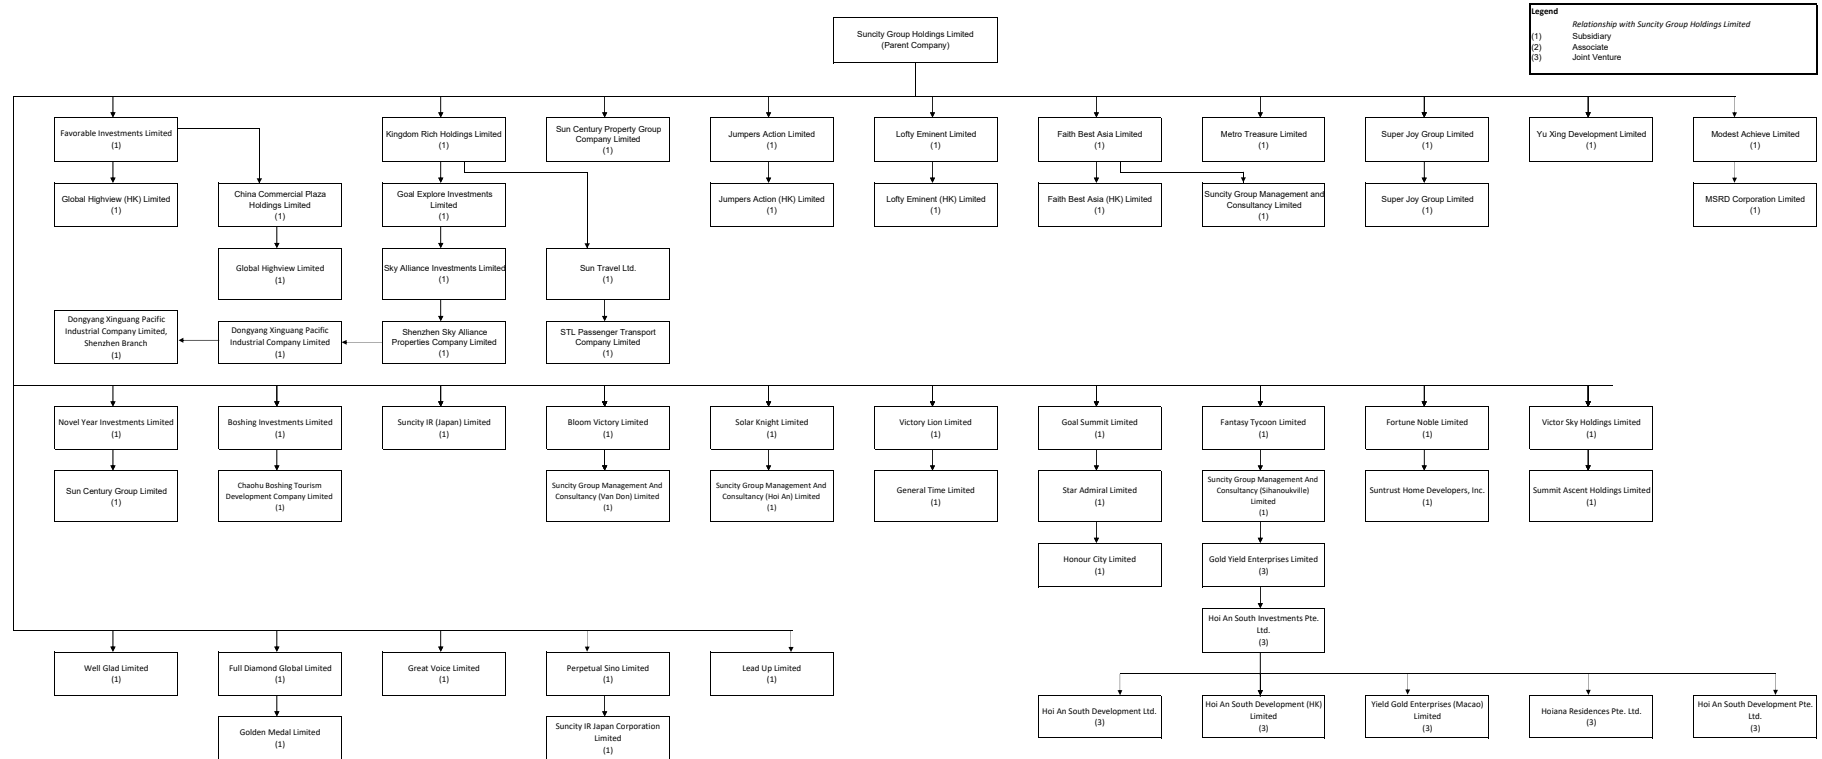 Suncity Group Holdings Limited
(Parent Company)
Legend
Relationship with Suncity Group Holdings Limited
(1) Subsidiary
(2) Associate
(3) Joint Venture
Favorable Investments Limited
(1)
Kingdom Rich Holdings Limited
(1)
Sun Century Property Group
Company Limited
(1)
Jumpers Action Limited
(1)
Lofty Eminent Limited
(1)
Faith Best Asia Limited
(1)
Metro Treasure Limited
(1)
Super Joy Group Limited
(1)
Yu Xing Development Limited
(1)
Modest Achieve Limited
(1)
Global Highview (HK) Limited
(1)
China Commercial Plaza
Holdings Limited
(1)
Goal Explore Investments
Limited
(1)
Jumpers Action (HK) Limited
(1)
Lofty Eminent (HK) Limited
(1)
Faith Best Asia (HK) Limited
(1)
Suncity Group Management and
Consultancy Limited
(1)
Super Joy Group Limited
(1)
MSRD Corporation Limited
(1)
Global Highview Limited
(1)
Sky Alliance Investments Limited
(1)
Sun Travel Ltd.
(1)
Dongyang Xinguang Pacific
Industrial Company Limited,
Shenzhen Branch
(1)
Dongyang Xinguang Pacific
Industrial Company Limited
(1)
Shenzhen Sky Alliance
Properties Company Limited
(1)
STL Passenger Transport
Company Limited
(1)
Novel Year Investments Limited
(1)
Boshing Investments Limited
(1)
Suncity IR (Japan) Limited
(1)
Bloom Victory Limited
(1)
Solar Knight Limited
(1)
Victory Lion Limited
(1)
Goal Summit Limited
(1)
Fantasy Tycoon Limited
(1)
Fortune Noble Limited
(1)
Victor Sky Holdings Limited
(1)
Sun Century Group Limited
(1)
Chaohu Boshing Tourism
Development Company Limited
(1)
Suncity Group Management And
Consultancy (Van Don) Limited
(1)
Suncity Group Management And
Consultancy (Hoi An) Limited
(1)
General Time Limited
(1)
Star Admiral Limited
(1)
Suncity Group Management And
Consultancy (Sihanoukville)
Limited
(1)
Suntrust Home Developers, Inc.
(1)
Summit Ascent Holdings Limited
(1)
Honour City Limited
(1)
Gold Yield Enterprises Limited
(3)
Hoi An South Investments Pte.
Ltd.
(3)
Well Glad Limited
(1)
Full Diamond Global Limited
(1)
Great Voice Limited
(1)
Perpetual Sino Limited
(1)
Lead Up Limited
(1)
Hoi An South Development Ltd.
(3)
Hoi An South Development (HK)
Limited
(3)
Yield Gold Enterprises (Macao)
Limited
(3)
Hoiana Residences Pte. Ltd.
(3)
Hoi An South Development Pte.
Ltd.
(3)
Golden Medal Limited
(1)
Suncity IR Japan Corporation
Limited
(1)